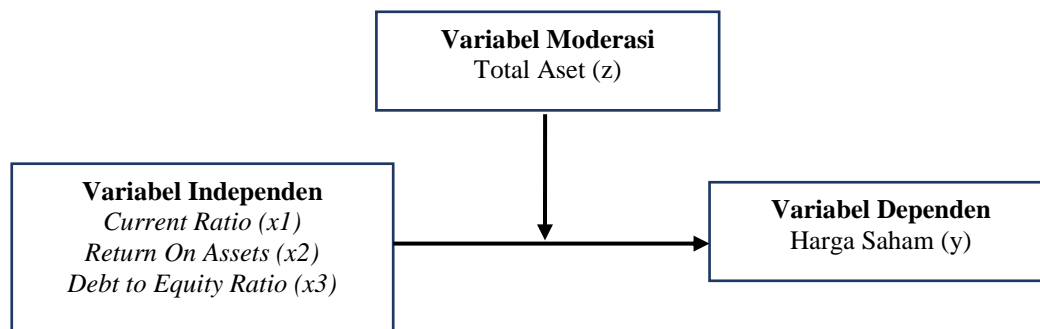 Variabel Moderasi
Total Aset (z)
Variabel Independen
Current Ratio (x1)
Return On Assets (x2)
Debt to Equity Ratio (x3)
Variabel Dependen
Harga Saham (y)